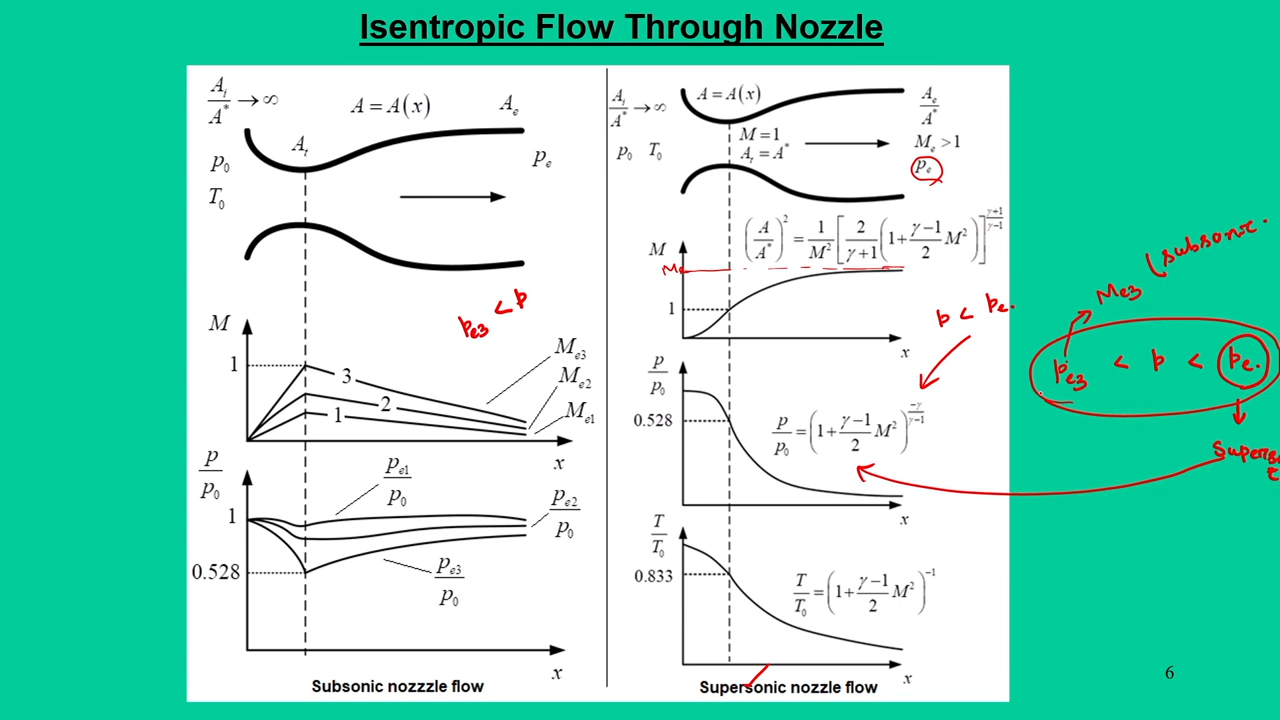 Isentropic Flow Through Nozzle
A_i/A* → ∞
A = A(x)
A_e
A_t
p_0
p_e
T_0
p_e3 < p
M
1
3
2
1
M_e3
M_e2
M_e1
x
p/p_0
1
0.528
p_e1/p_0
p_e2/p_0
p_e3/p_0
x
Subsonic nozzzle flow
A_i/A* → ∞
A = A(x)
A_e/A*
M = 1
A_t = A*
M_e > 1
p_0 T_0
p_e
(A/A*)^2 = 1/M^2 [2/(γ+1) (1 + (γ−1)/2 M^2)]^((γ+1)/(γ−1))
M
M_e
1
x
p < p_e.
M_e3 (subsonic.
p_e3 < p < p_e.
p/p_0
0.528
p/p_0 = (1 + (γ−1)/2 M^2)^(−γ/(γ−1))
x
T/T_0
0.833
T/T_0 = (1 + (γ−1)/2 M^2)^−1
x
Supersonic nozzle flow
6